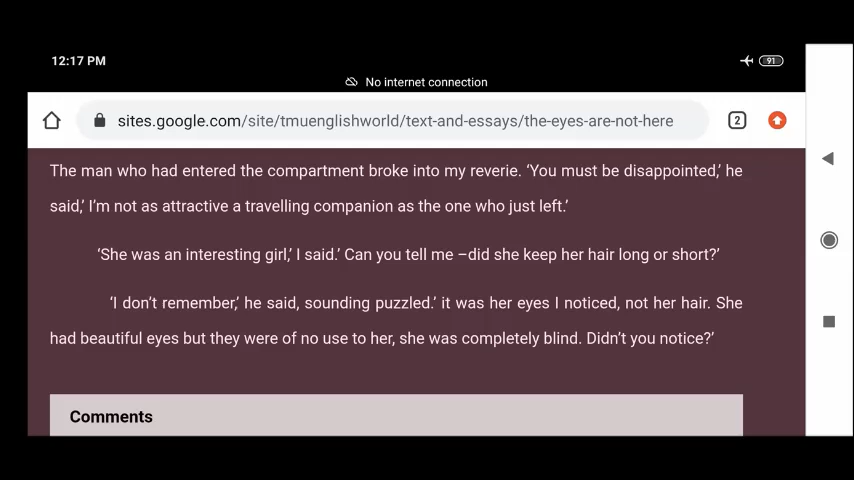 12:17 PM
91
No internet connection
sites.google.com/site/tmuenglishworld/text-and-essays/the-eyes-are-not-here
2
The man who had entered the compartment broke into my reverie. ‘You must be disappointed,’ he
said,’ I’m not as attractive a travelling companion as the one who just left.’
‘She was an interesting girl,’ I said.’ Can you tell me –did she keep her hair long or short?’
‘I don’t remember,’ he said, sounding puzzled.’ it was her eyes I noticed, not her hair. She
had beautiful eyes but they were of no use to her, she was completely blind. Didn’t you notice?’
Comments